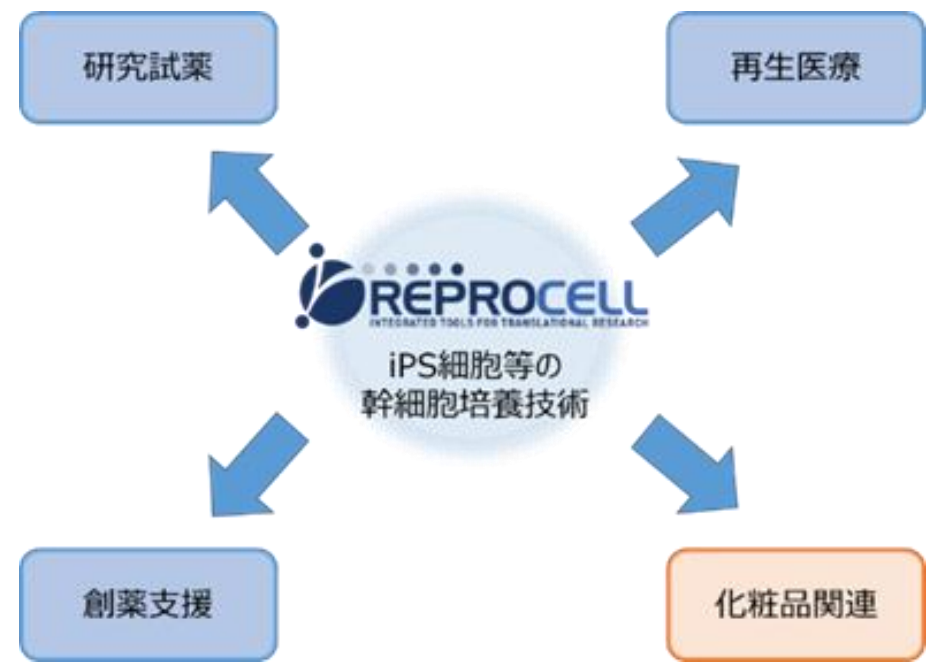 研究試薬
再生医療
REPROCELL
INTEGRATED TOOLS FOR TRANSLATIONAL RESEARCH
iPS細胞等の
幹細胞培養技術
創薬支援
化粧品関連